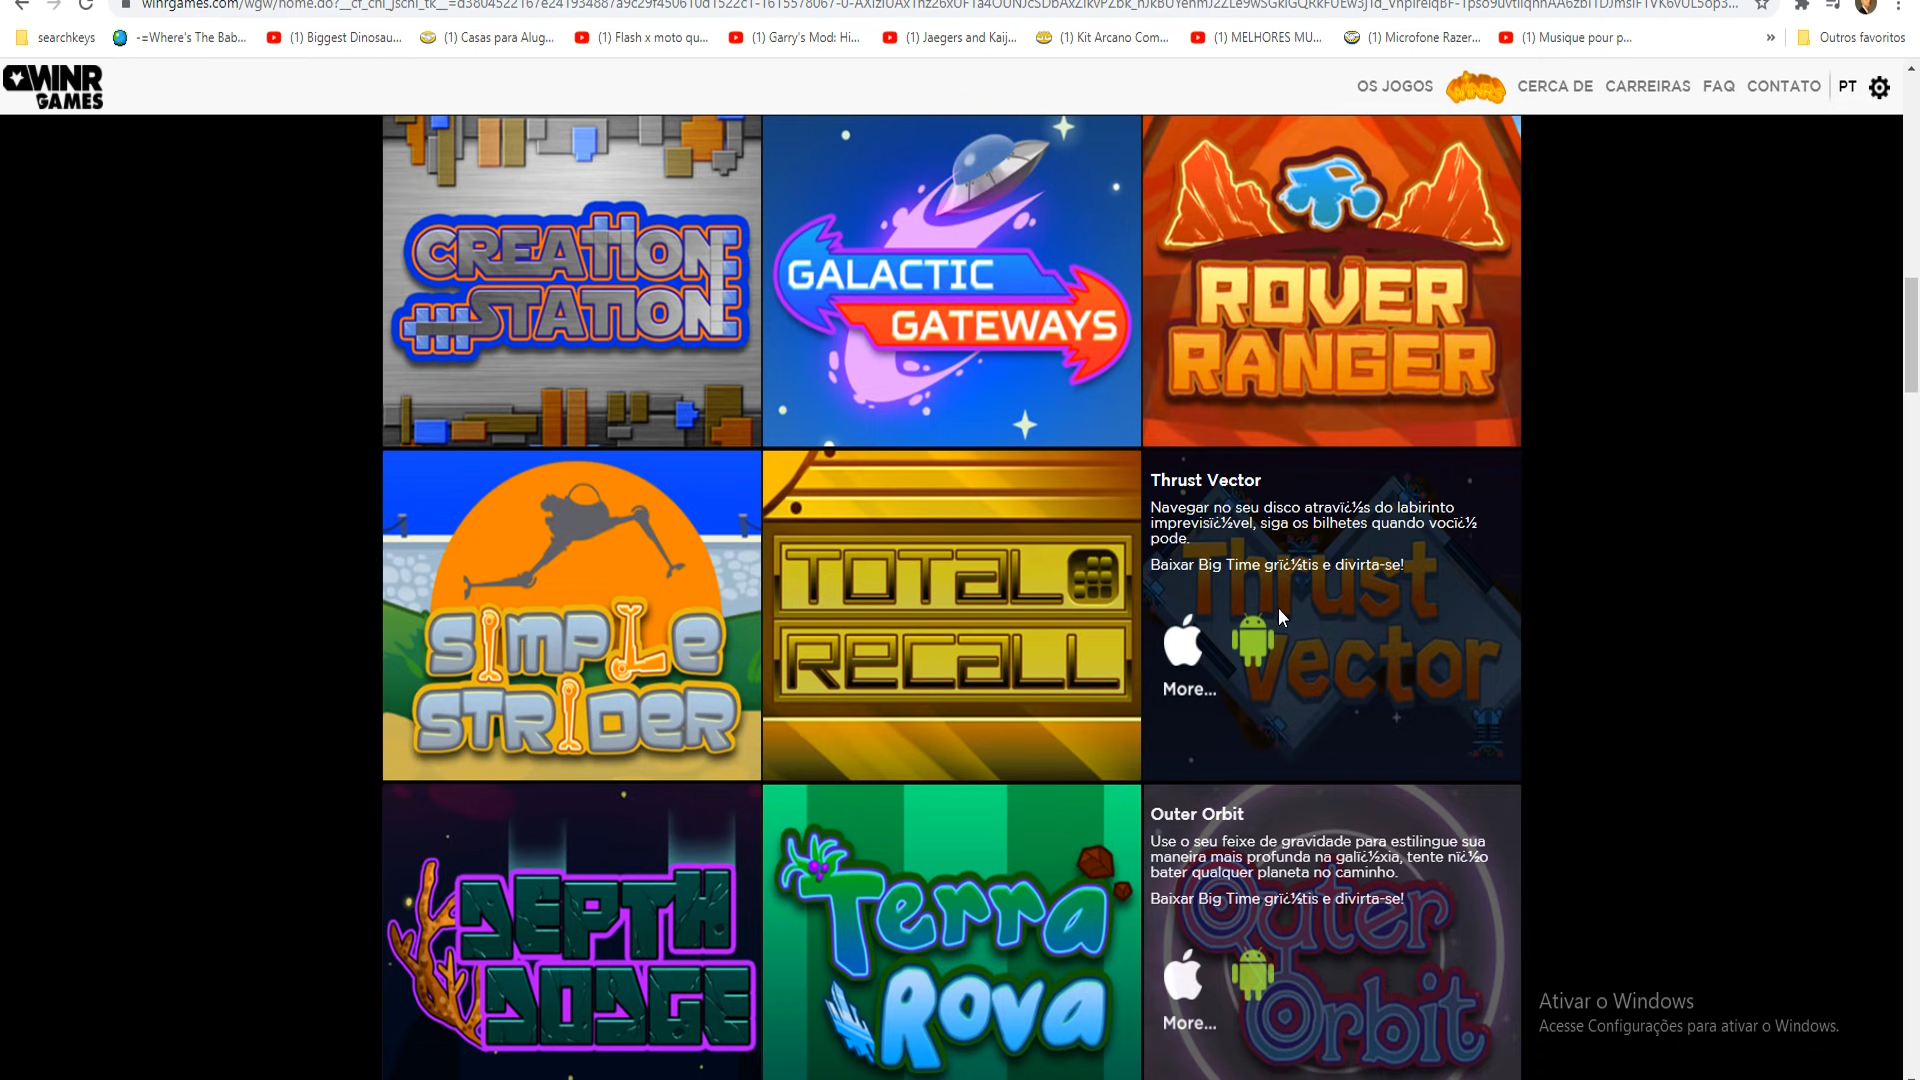 searchkeys
-=Where's The Bab...
(1) Biggest Dinosau...
(1) Casas para Alug...
(1) Flash x moto qu...
(1) Garry's Mod: Hi...
(1) Jaegers and Kaij...
(1) Kit Arcano Com...
(1) MELHORES MU...
(1) Microfone Razer...
(1) Musique pour p...
»
Outros favoritos
WINR GAMES
OS JOGOS
WINRS
CERCA DE
CARREIRAS
FAQ
CONTATO
PT
CREATION
STATION
GALACTIC
GATEWAYS
ROVER
RANGER
SIMPLE
STRIDER
TOTAL
RECALL
Thrust Vector
Navegar no seu disco atravï¿½s do labirinto
imprevisï¿½vel, siga os bilhetes quando vocï¿½
pode.
Baixar Big Time grï¿½tis e divirta-se!
Thrust
Vector
More...
DEPTH
DODGE
Terra
Rova
Outer Orbit
Use o seu feixe de gravidade para estilingue sua
maneira mais profunda na galï¿½xia, tente nï¿½o
bater qualquer planeta no caminho.
Baixar Big Time grï¿½tis e divirta-se!
Outer
Orbit
More...
Ativar o Windows
Acesse Configurações para ativar o Windows.